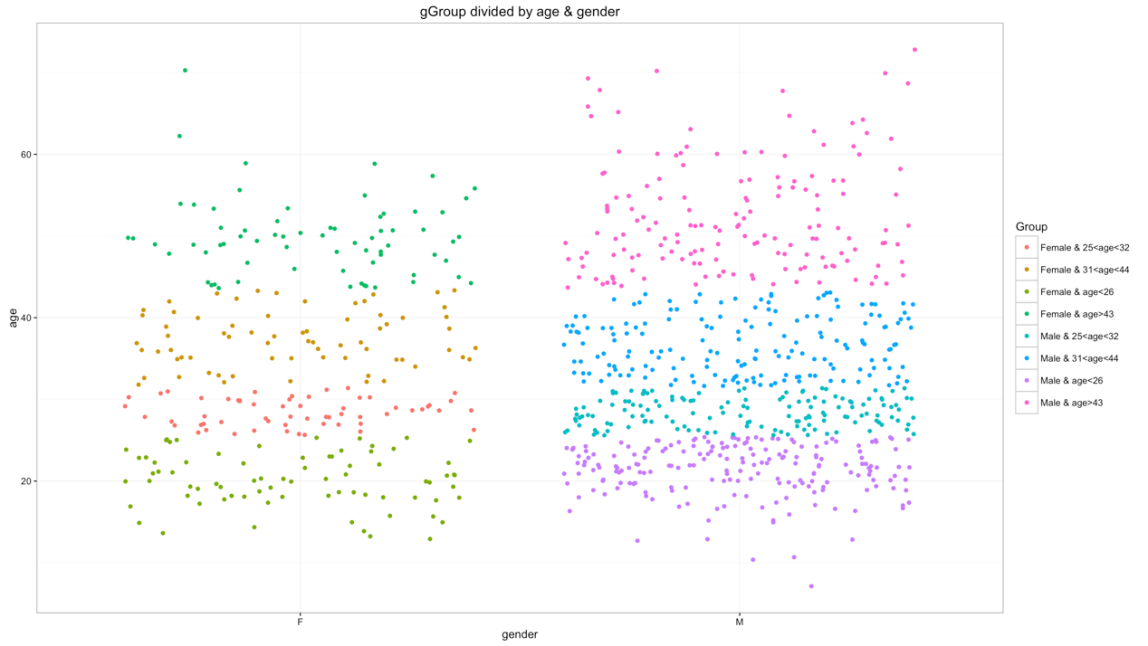 gGroup divided by age & gender
age
60
40
20
F
M
gender
Group
Female & 25<age<32
Female & 31<age<44
Female & age<26
Female & age>43
Male & 25<age<32
Male & 31<age<44
Male & age<26
Male & age>43